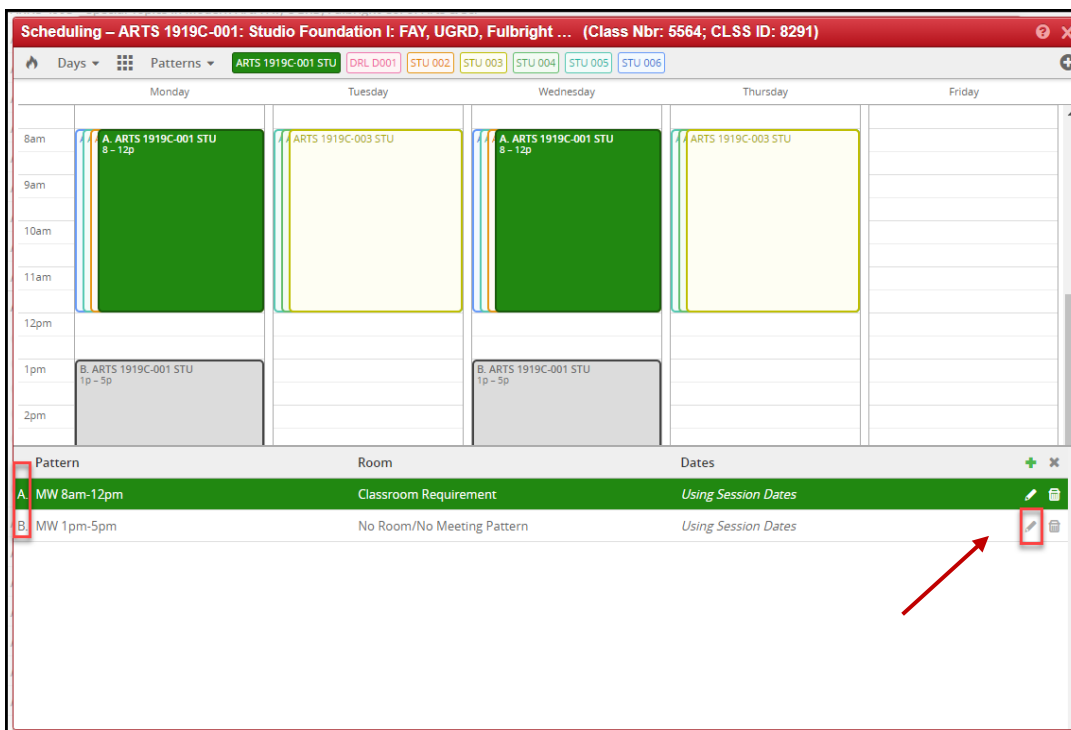 Scheduling – ARTS 1919C-001: Studio Foundation I: FAY, UGRD, Fulbright ... (Class Nbr: 5564; CLSS ID: 8291)
Days Patterns ARTS 1919C-001 STU DRL D001 STU 002 STU 003 STU 004 STU 005 STU 006
Monday Tuesday Wednesday Thursday Friday
8am
A. ARTS 1919C-001 STU
8 – 12p
ARTS 1919C-003 STU
A. ARTS 1919C-001 STU
8 – 12p
ARTS 1919C-003 STU
9am
10am
11am
12pm
1pm
B. ARTS 1919C-001 STU
1p – 5p
B. ARTS 1919C-001 STU
1p – 5p
2pm
Pattern Room Dates
A. MW 8am-12pm Classroom Requirement Using Session Dates
B. MW 1pm-5pm No Room/No Meeting Pattern Using Session Dates